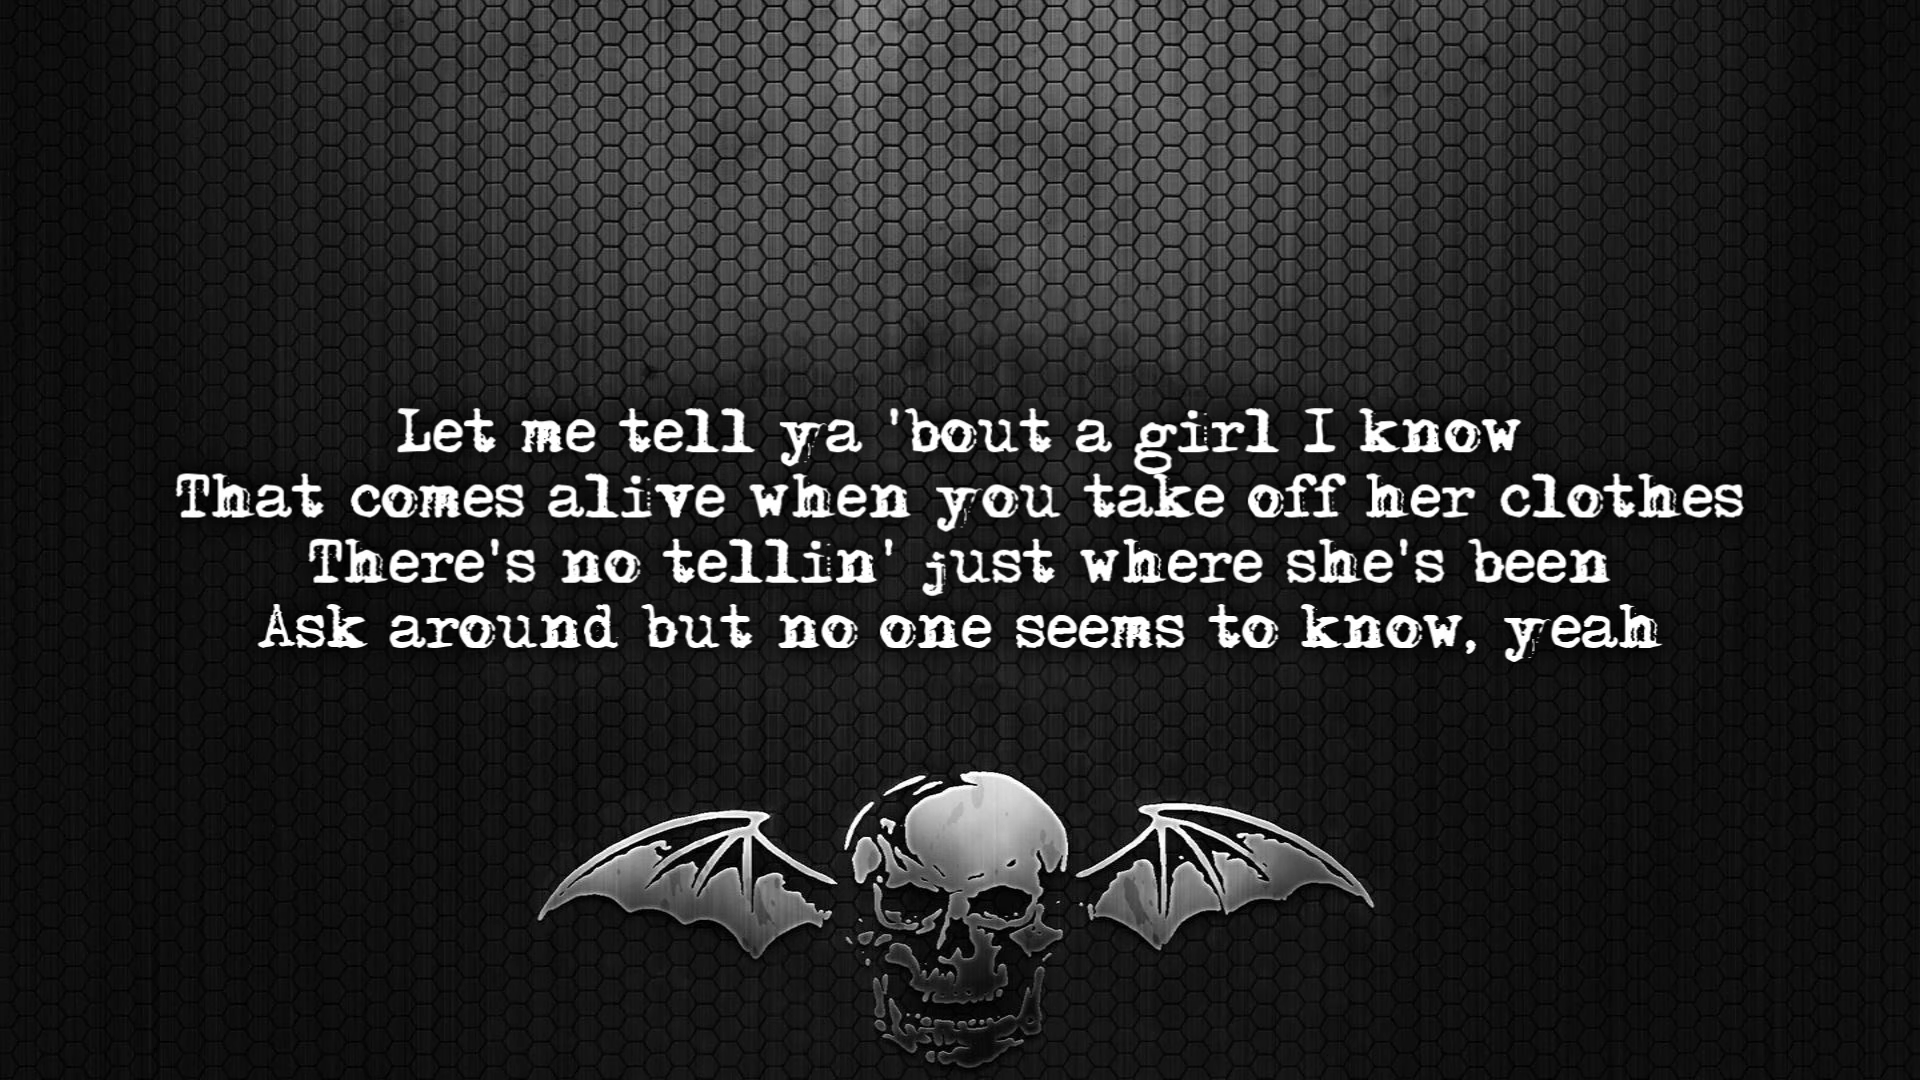 Let me tell ya 'bout a girl I know
That comes alive when you take off her clothes
There's no tellin' just where she's been
Ask around but no one seems to know, yeah